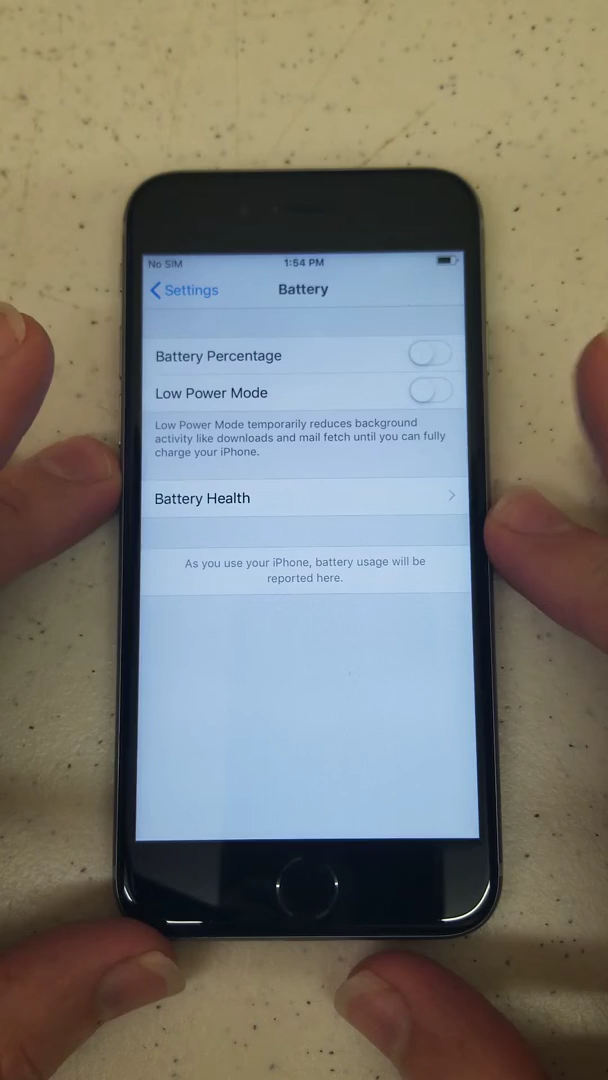 No SIM 1:54 PM
Settings Battery
Battery Percentage
Low Power Mode
Low Power Mode temporarily reduces background
activity like downloads and mail fetch until you can fully
charge your iPhone.
Battery Health
As you use your iPhone, battery usage will be
reported here.